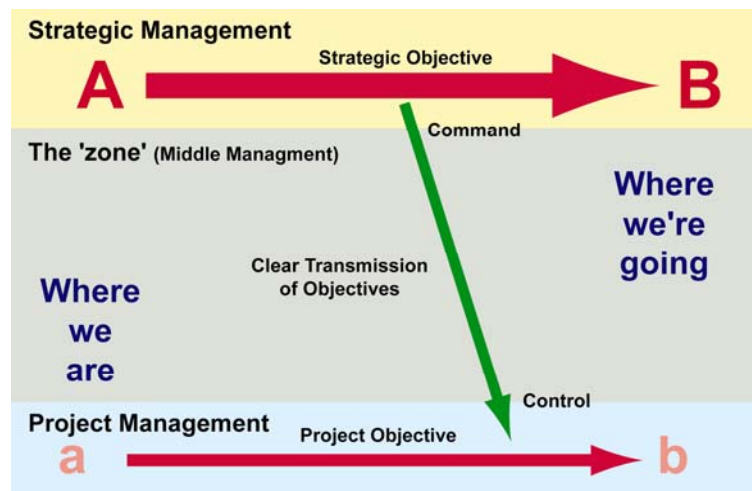 Strategic Management
Strategic Objective
A
B
Command
The 'zone' (Middle Managment)
Where
we're
going
Clear Transmission
of Objectives
Where
we
are
Control
Project Management
Project Objective
a
b